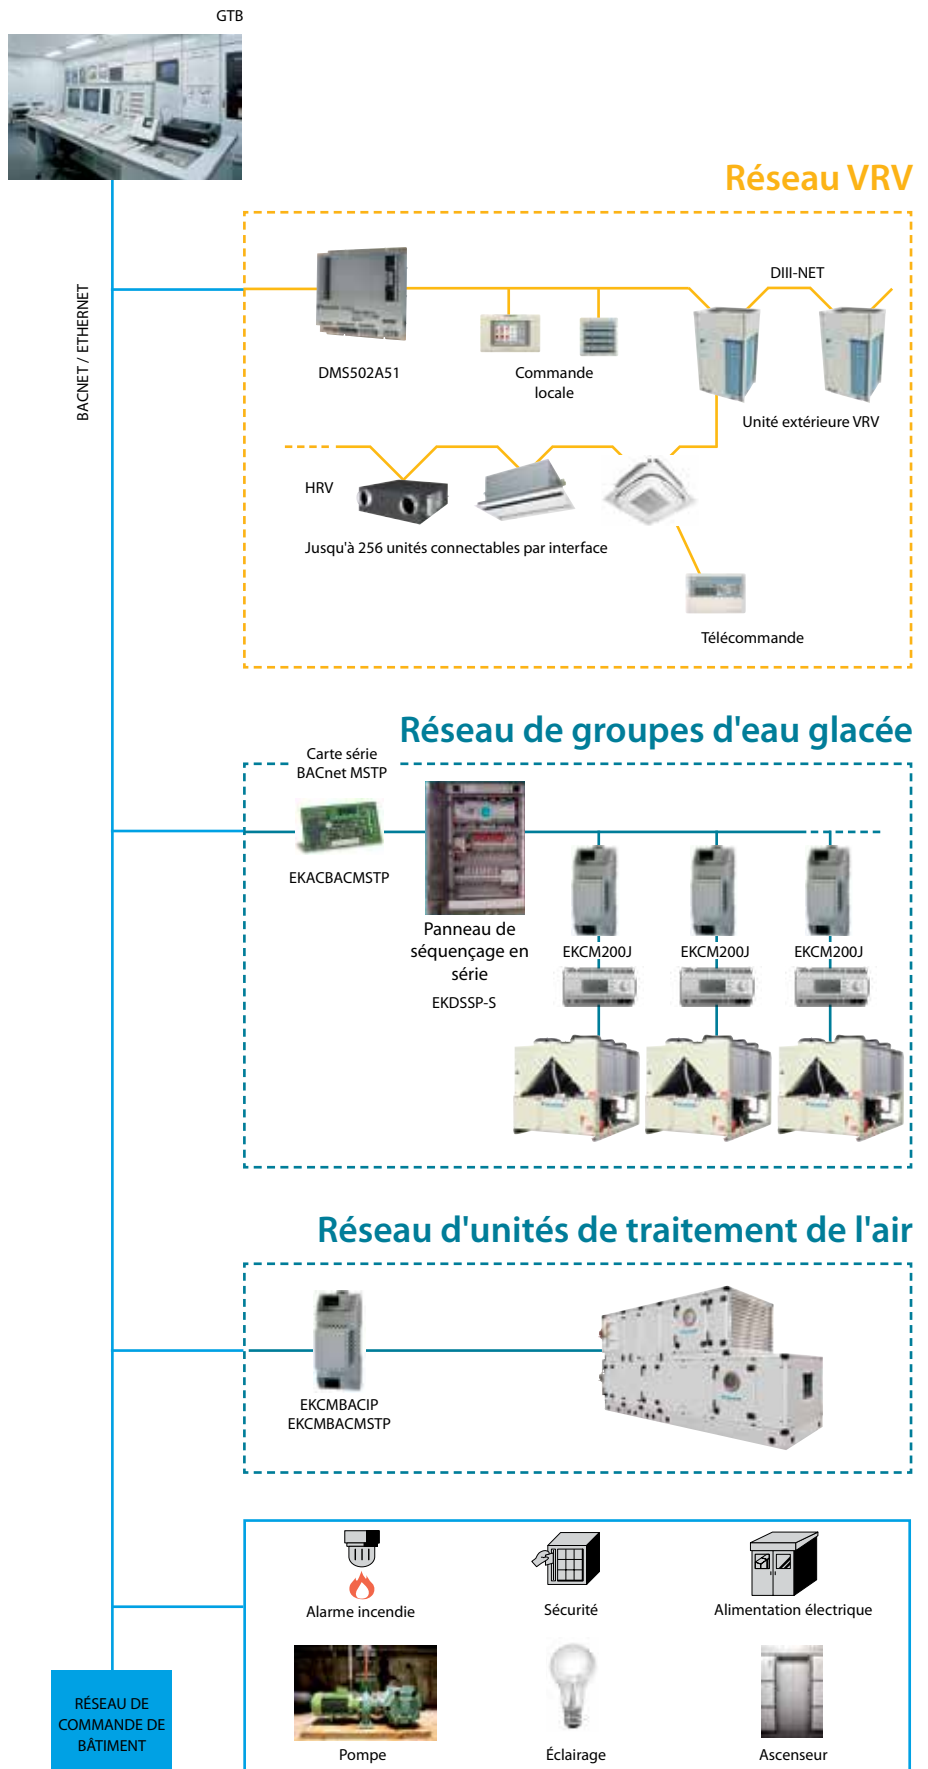 GTB
BACNET / ETHERNET
Réseau VRV
DIII-NET
DMS502A51
Commande
locale
Unité extérieure VRV
HRV
Jusqu'à 256 unités connectables par interface
Télécommande
Réseau de groupes d'eau glacée
Carte série
BACnet MSTP
EKACBACMSTP
Panneau de
séquençage en
série
EKDSSP-S
EKCM200J
EKCM200J
EKCM200J
Réseau d'unités de traitement de l'air
EKCMBACIP
EKCMBACMSTP
Alarme incendie
Sécurité
Alimentation électrique
Pompe
Éclairage
Ascenseur
RÉSEAU DE
COMMANDE DE
BÂTIMENT